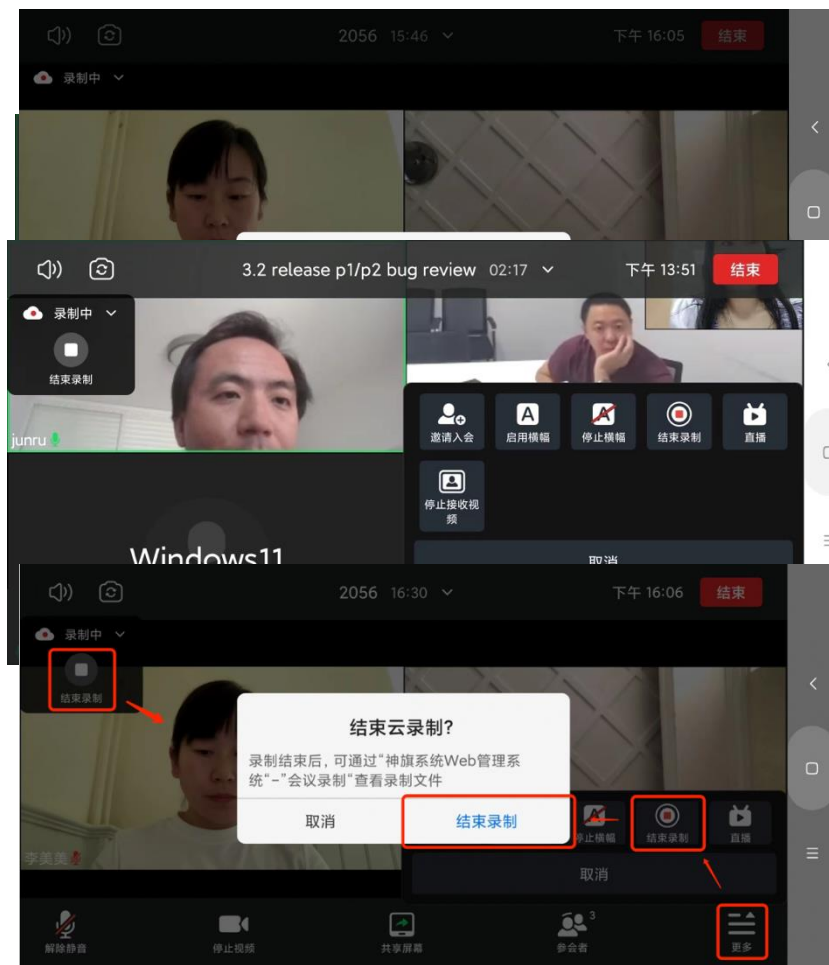 2056 15:46
下午 16:05
结束
录制中
3.2 release p1/p2 bug review 02:17
下午 13:51
结束
录制中
结束录制
junru
邀请入会
启用横幅
停止横幅
结束录制
直播
停止接收视
频
Windows11
取消
2056 16:30
下午 16:06
结束
录制中
结束录制
结束云录制?
录制结束后，可通过“神旗系统Web管理系
统“-”会议录制“查看录制文件
取消
结束录制
停止横幅
结束录制
直播
李美美
取消
解除静音
停止视频
共享屏幕
3
参会者
更多